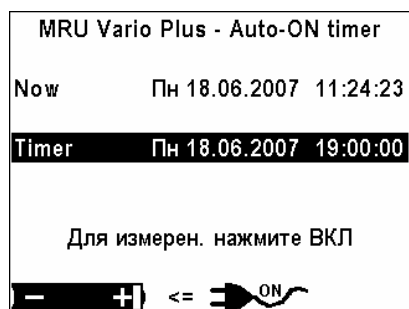 MRU Vario Plus - Auto-ON timer
Now Пн 18.06.2007 11:24:23
Timer Пн 18.06.2007 19:00:00
Для измерен. нажмите ВКЛ
− + <= ON